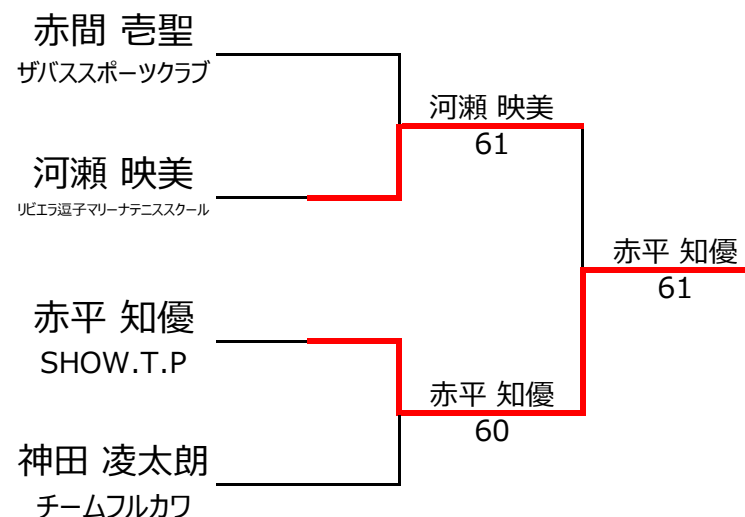 赤間 壱聖
ザバススポーツクラブ
河瀬 映美
リビエラ逗子マリーナテニススクール
赤平 知優
SHOW.T.P
神田 凌太朗
チームフルカワ
河瀬 映美
61
赤平 知優
60
赤平 知優
61